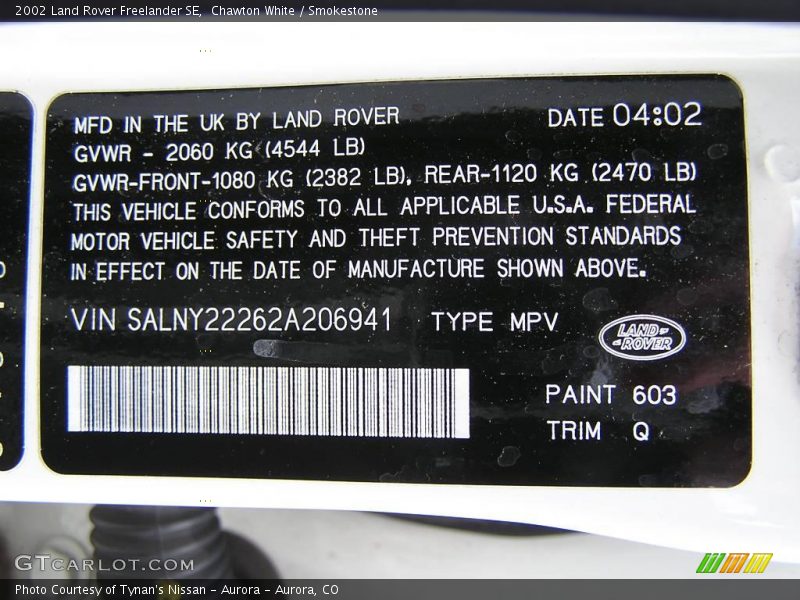 2002 Land Rover Freelander SE,  Chawton White / Smokestone
MFD IN THE UK BY LAND ROVER DATE 04:02
GVWR - 2060 KG (4544 LB)
GVWR-FRONT-1080 KG (2382 LB), REAR-1120 KG (2470 LB)
THIS VEHICLE CONFORMS TO ALL APPLICABLE U.S.A. FEDERAL
MOTOR VEHICLE SAFETY AND THEFT PREVENTION STANDARDS
IN EFFECT ON THE DATE OF MANUFACTURE SHOWN ABOVE.
VIN SALNY22262A206941 TYPE MPV
LAND-
-ROVER
PAINT 603
TRIM Q
GTCARLOT.COM
Photo Courtesy of Tynan's Nissan - Aurora - Aurora, CO